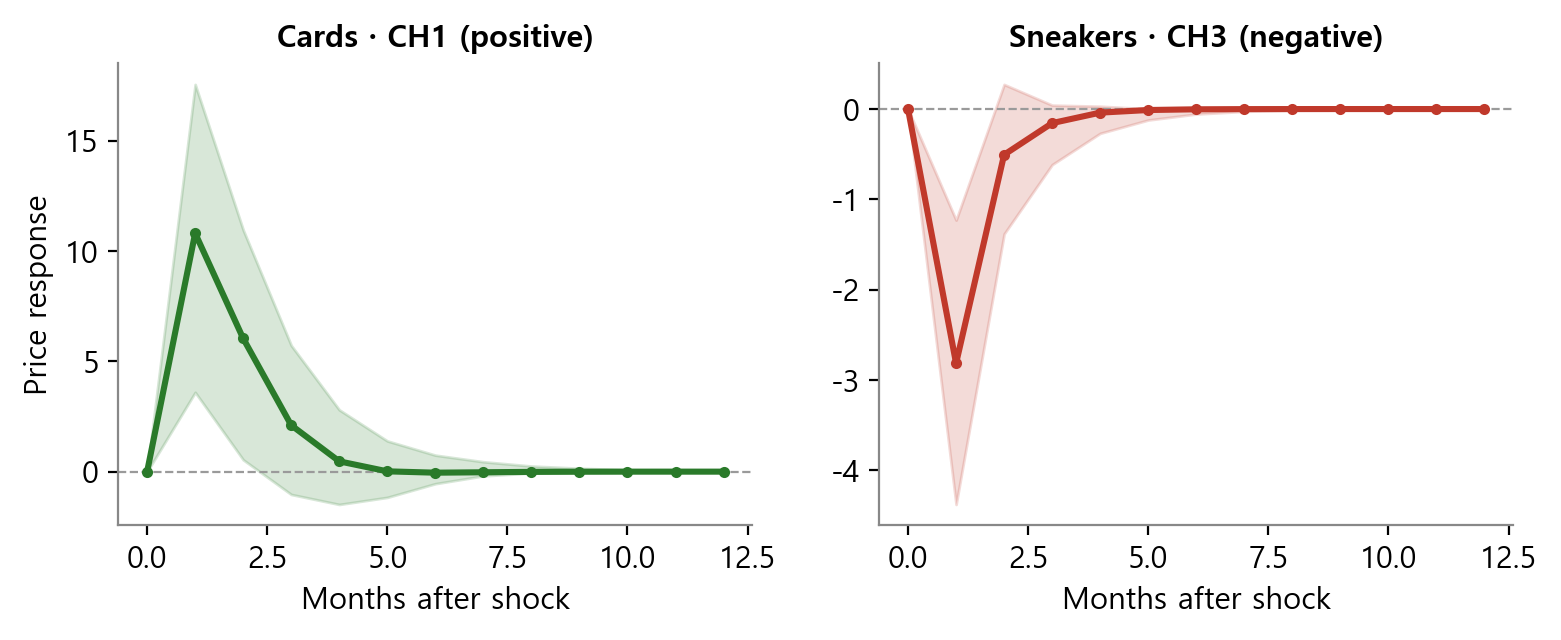 Cards · CH1 (positive)
Price response
15
10
5
0
0.0 2.5 5.0 7.5 10.0 12.5
Months after shock
Sneakers · CH3 (negative)
0
-1
-2
-3
-4
0.0 2.5 5.0 7.5 10.0 12.5
Months after shock